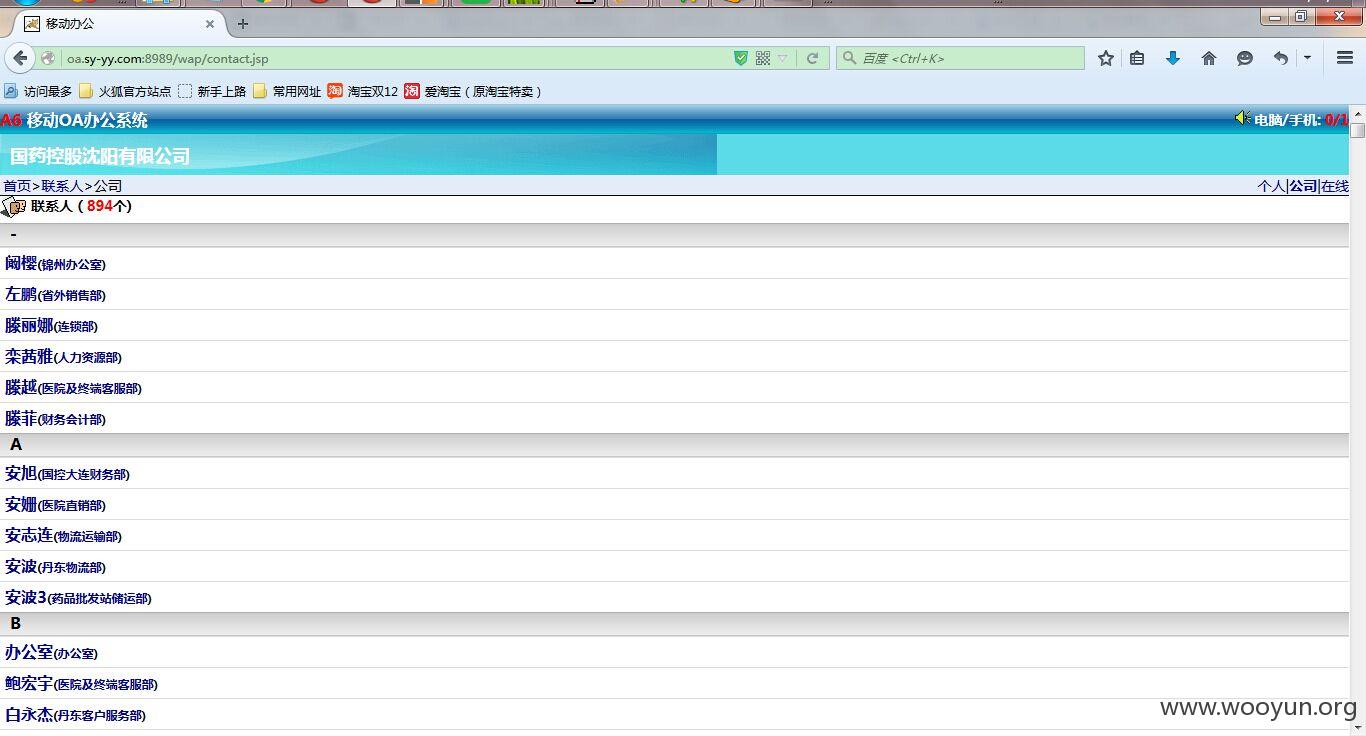 移动办公
oa.sy-yy.com:8989/wap/contact.jsp
百度 <Ctrl+K>
访问最多 火狐官方站点 新手上路 常用网址 淘宝双12 爱淘宝（原淘宝特卖）
A6 移动OA办公系统 电脑/手机: 0/1
国药控股沈阳有限公司
首页>联系人>公司 个人|公司|在线
联系人（894个)
-
阚樱(锦州办公室)
左鹏(省外销售部)
滕丽娜(连锁部)
栾茜雅(人力资源部)
滕越(医院及终端客服部)
滕菲(财务会计部)
A
安旭(国控大连财务部)
安姗(医院直销部)
安志连(物流运输部)
安波(丹东物流部)
安波3(药品批发站储运部)
B
办公室(办公室)
鲍宏宇(医院及终端客服部)
白永杰(丹东客户服务部)
www.wooyun.org